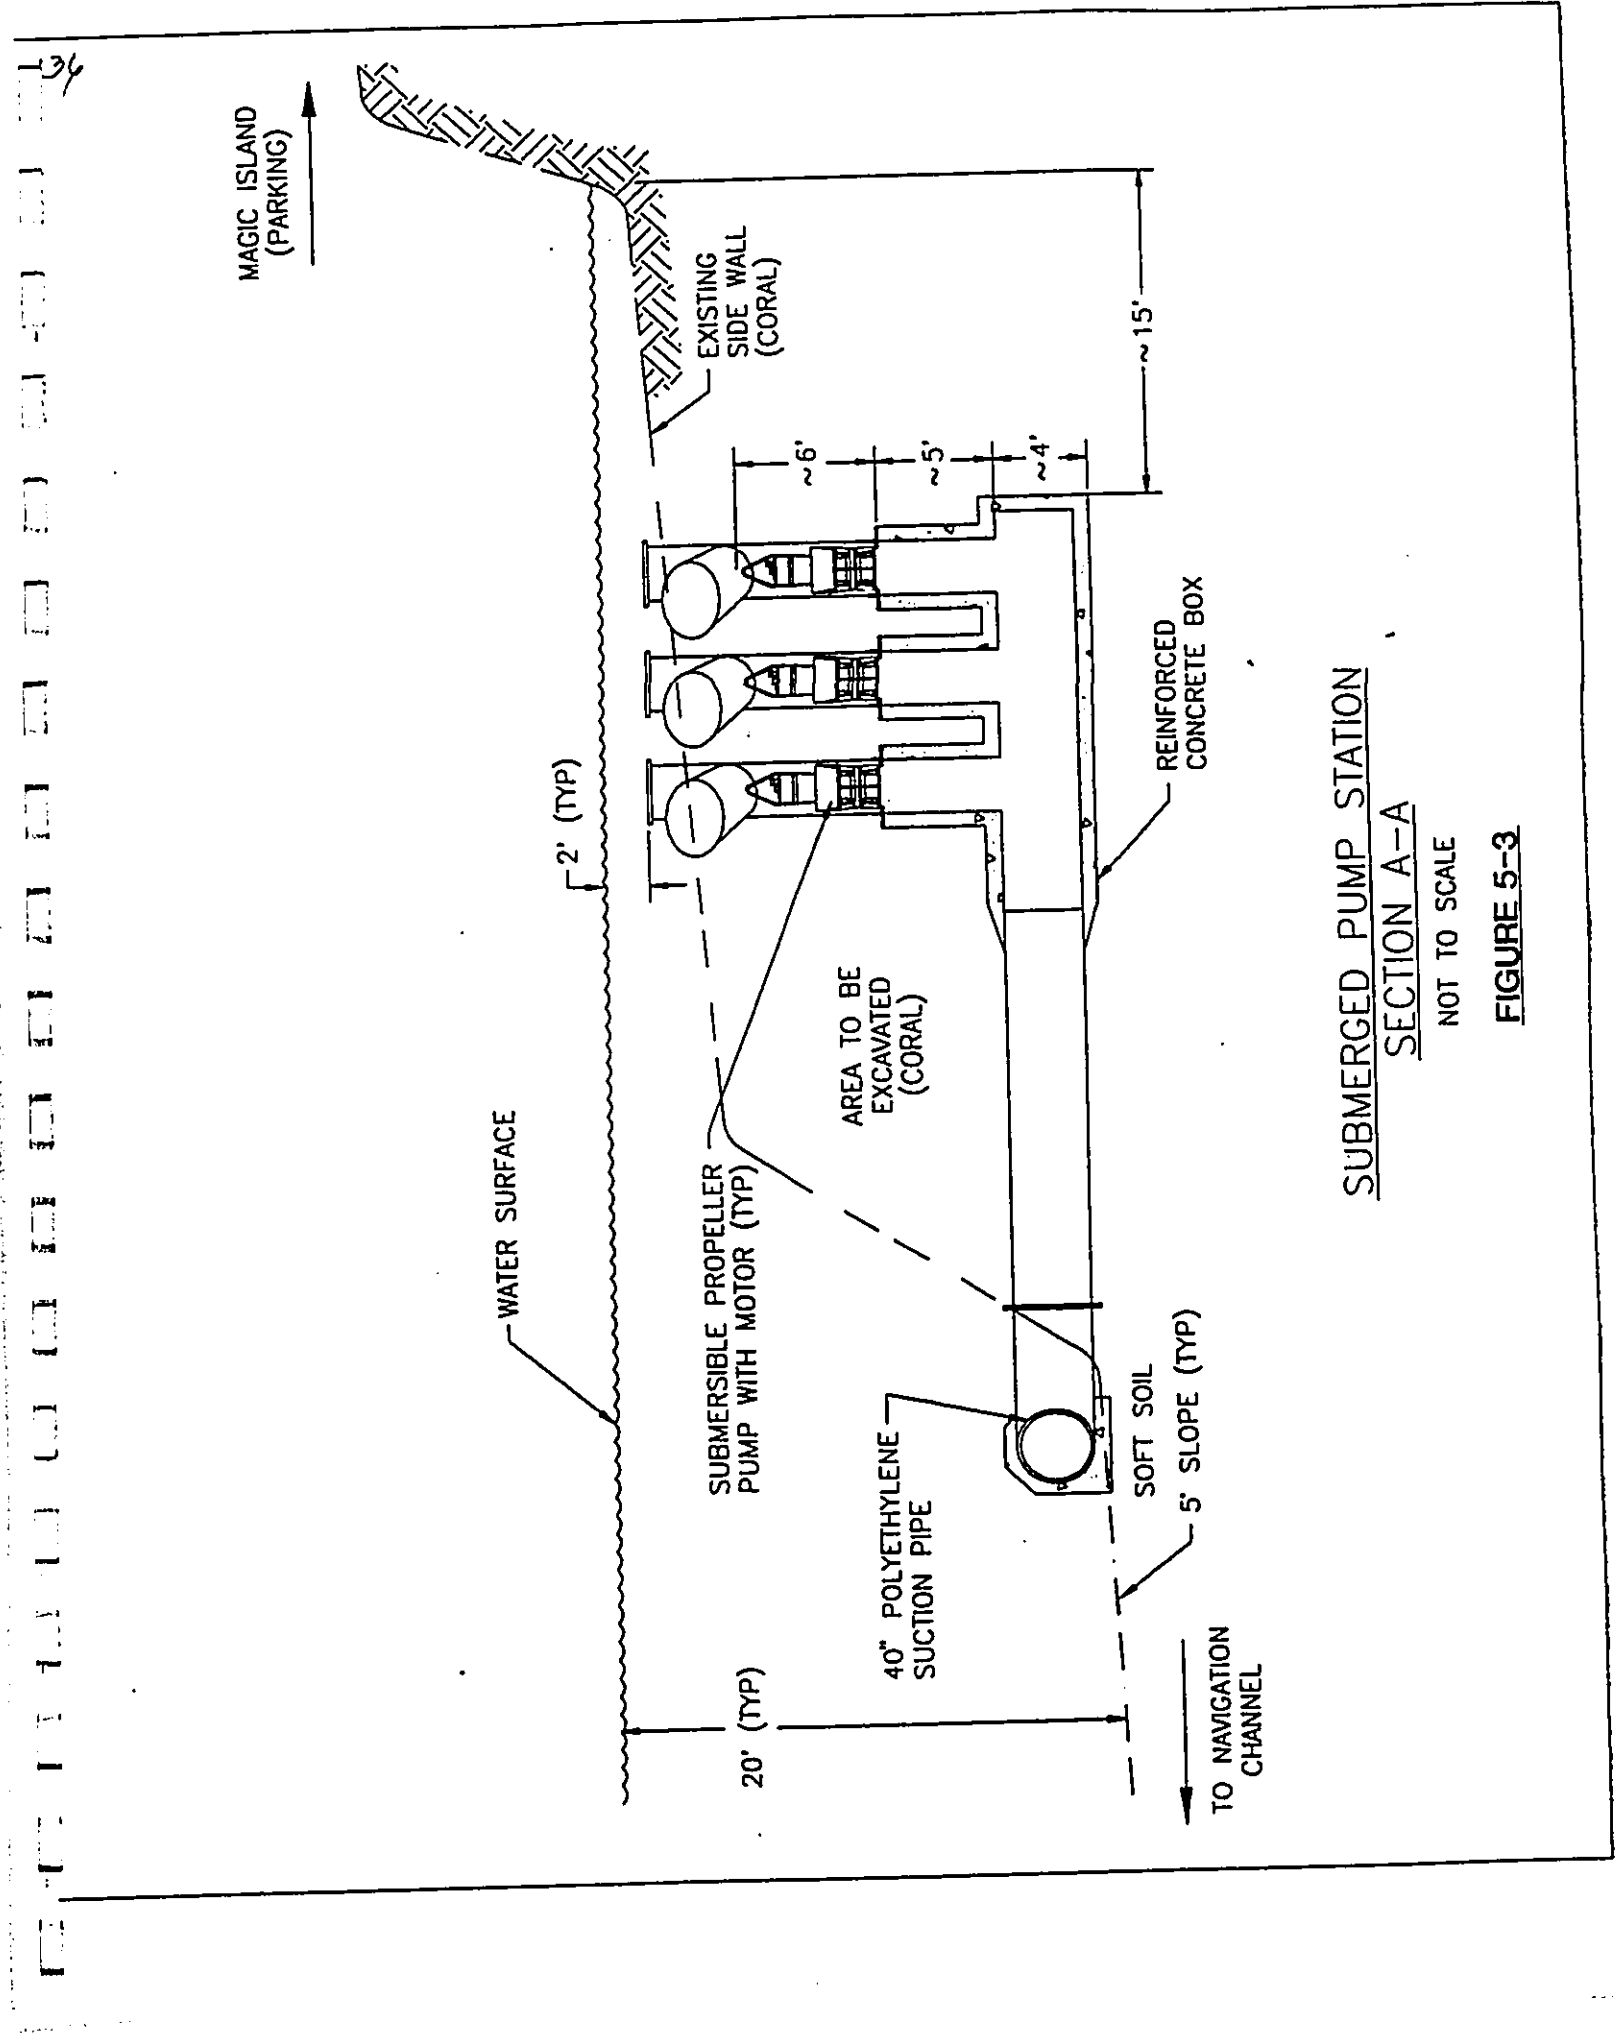 36
MAGIC ISLAND
(PARKING)
WATER SURFACE
2' (TYP)
EXISTING
SIDE WALL
(CORAL)
SUBMERSIBLE PROPELLER
PUMP WITH MOTOR (TYP)
20' (TYP)
~6'
~5'
~4'
~15'
AREA TO BE
EXCAVATED
(CORAL)
40" POLYETHYLENE
SUCTION PIPE
SOFT SOIL
5' SLOPE (TYP)
REINFORCED
CONCRETE BOX
TO NAVIGATION
CHANNEL
SUBMERGED PUMP STATION
SECTION A-A
NOT TO SCALE
FIGURE 5-3